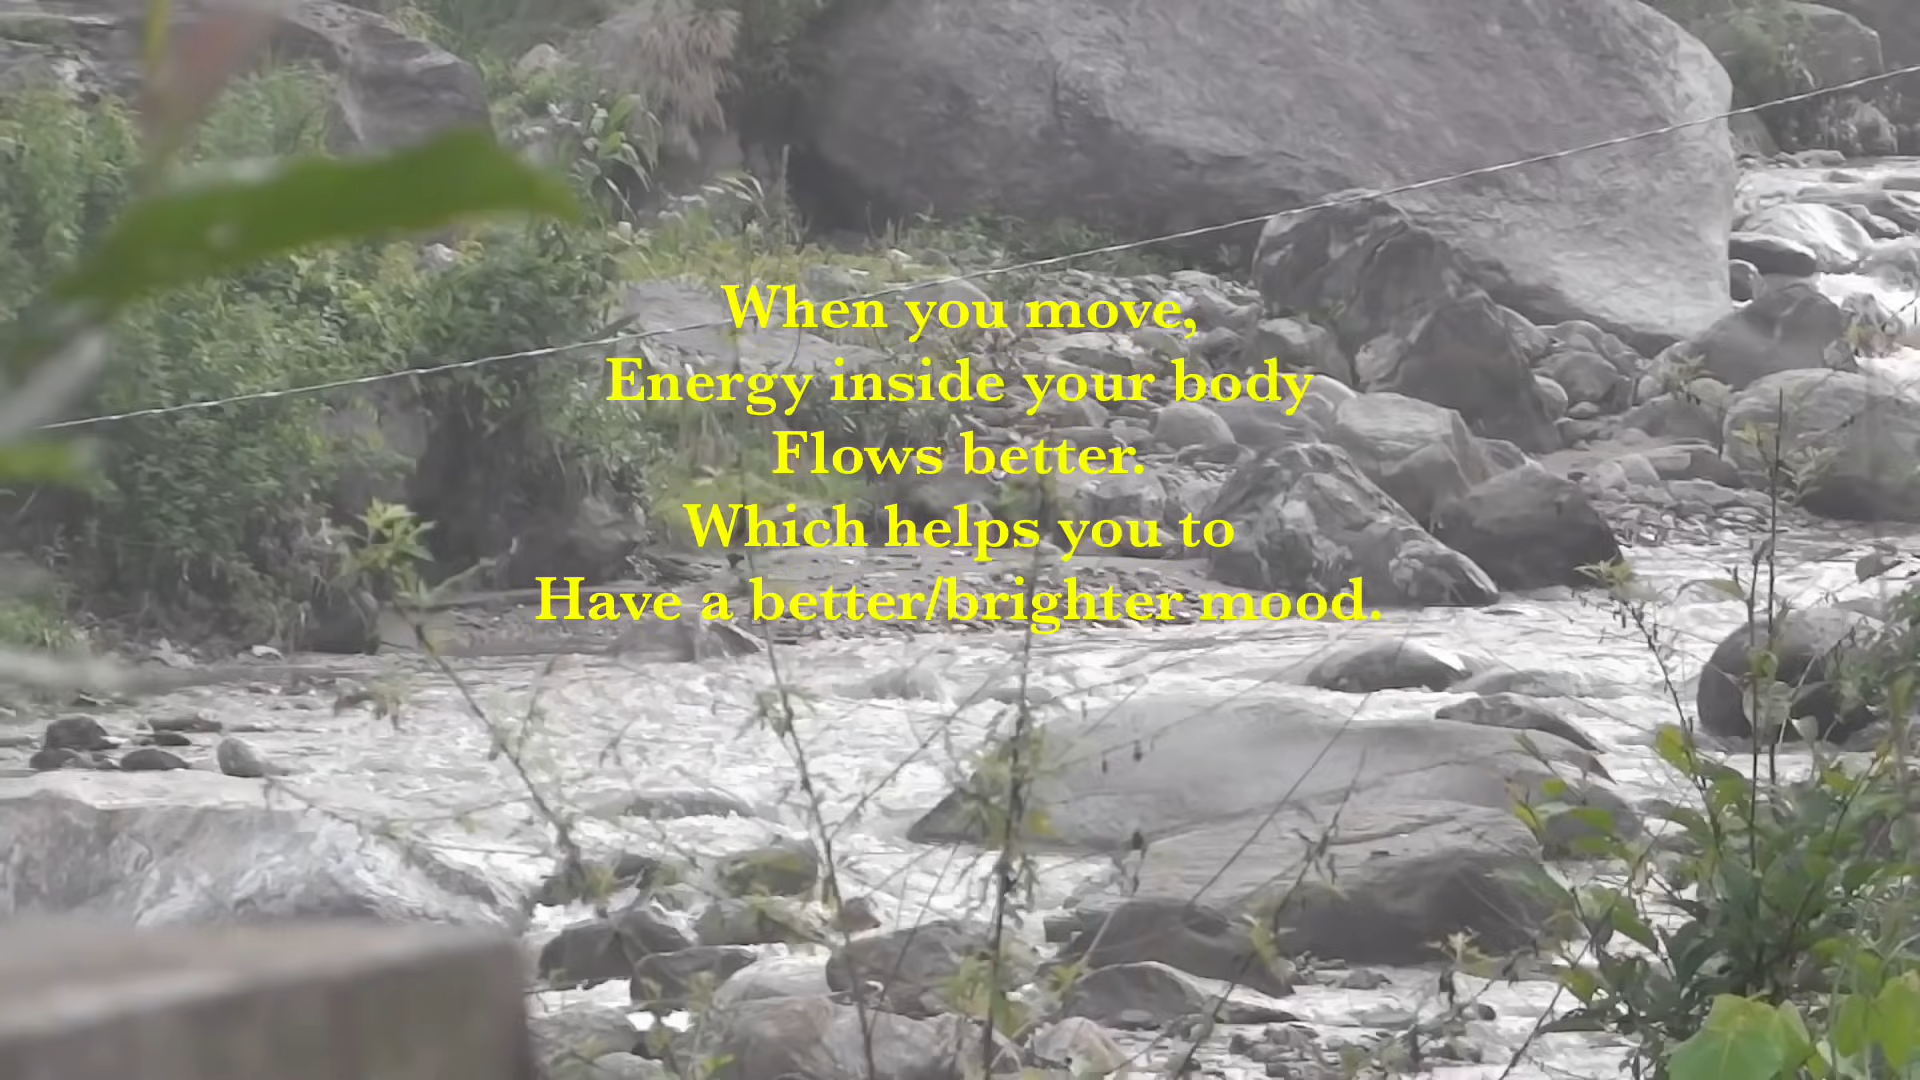 When you move,
Energy inside your body
Flows better.
Which helps you to
Have a better/brighter mood.